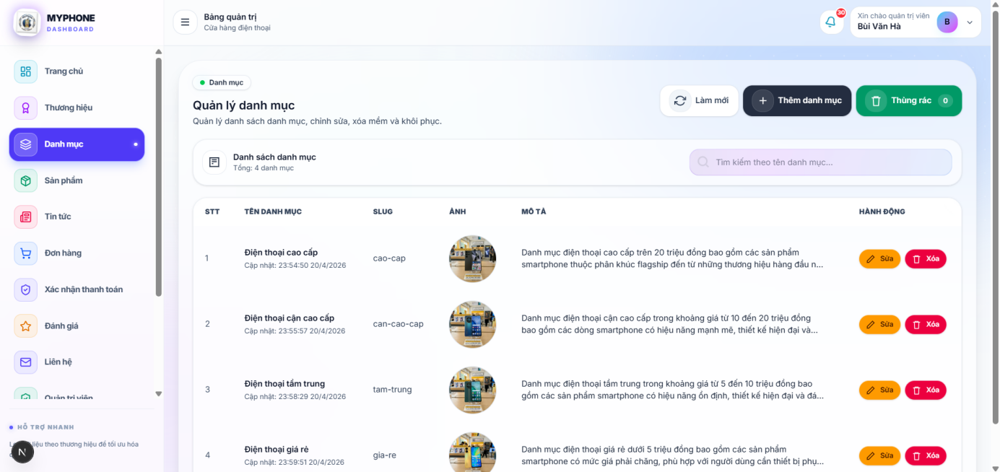 MYPHONE
DASHBOARD
Bảng quản trị
Cửa hàng điện thoại
30
Xin chào quản trị viên
Bùi Văn Hà
B
Trang chủ
Thương hiệu
Danh mục
Sản phẩm
Tin tức
Đơn hàng
Xác nhận thanh toán
Đánh giá
Liên hệ
Quản trị viên
HỖ TRỢ NHANH
liệu theo thương hiệu để tối ưu hóa
N
Danh mục
Quản lý danh mục
Quản lý danh sách danh mục, chỉnh sửa, xóa mềm và khôi phục.
Làm mới
Thêm danh mục
Thùng rác 0
Danh sách danh mục
Tổng: 4 danh mục
Tìm kiếm theo tên danh mục...
STT TÊN DANH MỤC SLUG ẢNH MÔ TẢ HÀNH ĐỘNG
1 Điện thoại cao cấp
Cập nhật: 23:54:50 20/4/2026
cao-cap
Danh mục điện thoại cao cấp trên 20 triệu đồng bao gồm các sản phẩm
smartphone thuộc phân khúc flagship đến từ những thương hiệu hàng đầu n...
Sửa Xóa
2 Điện thoại cận cao cấp
Cập nhật: 23:55:57 20/4/2026
can-cao-cap
Danh mục điện thoại cận cao cấp trong khoảng giá từ 10 đến 20 triệu đồng
bao gồm các dòng smartphone có hiệu năng mạnh mẽ, thiết kế hiện đại và...
Sửa Xóa
3 Điện thoại tầm trung
Cập nhật: 23:58:29 20/4/2026
tam-trung
Danh mục điện thoại tầm trung trong khoảng giá từ 5 đến 10 triệu đồng bao
gồm các sản phẩm smartphone có hiệu năng ổn định, thiết kế hiện đại và đá...
Sửa Xóa
4 Điện thoại giá rẻ
Cập nhật: 23:59:51 20/4/2026
gia-re
Danh mục điện thoại giá rẻ dưới 5 triệu đồng bao gồm các sản phẩm
smartphone có mức giá phải chăng, phù hợp với người dùng cần thiết bị phụ...
Sửa Xóa